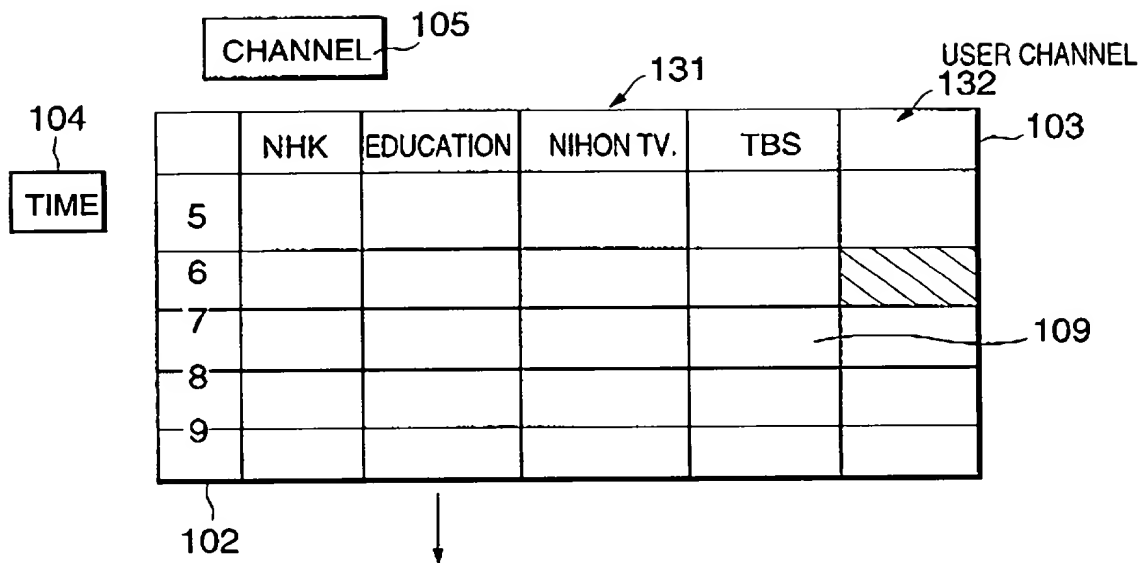 CHANNEL 105
USER CHANNEL
131 132
104 103
NHK EDUCATION NIHON TV. TBS
TIME
5
6
7
109
8
9
102